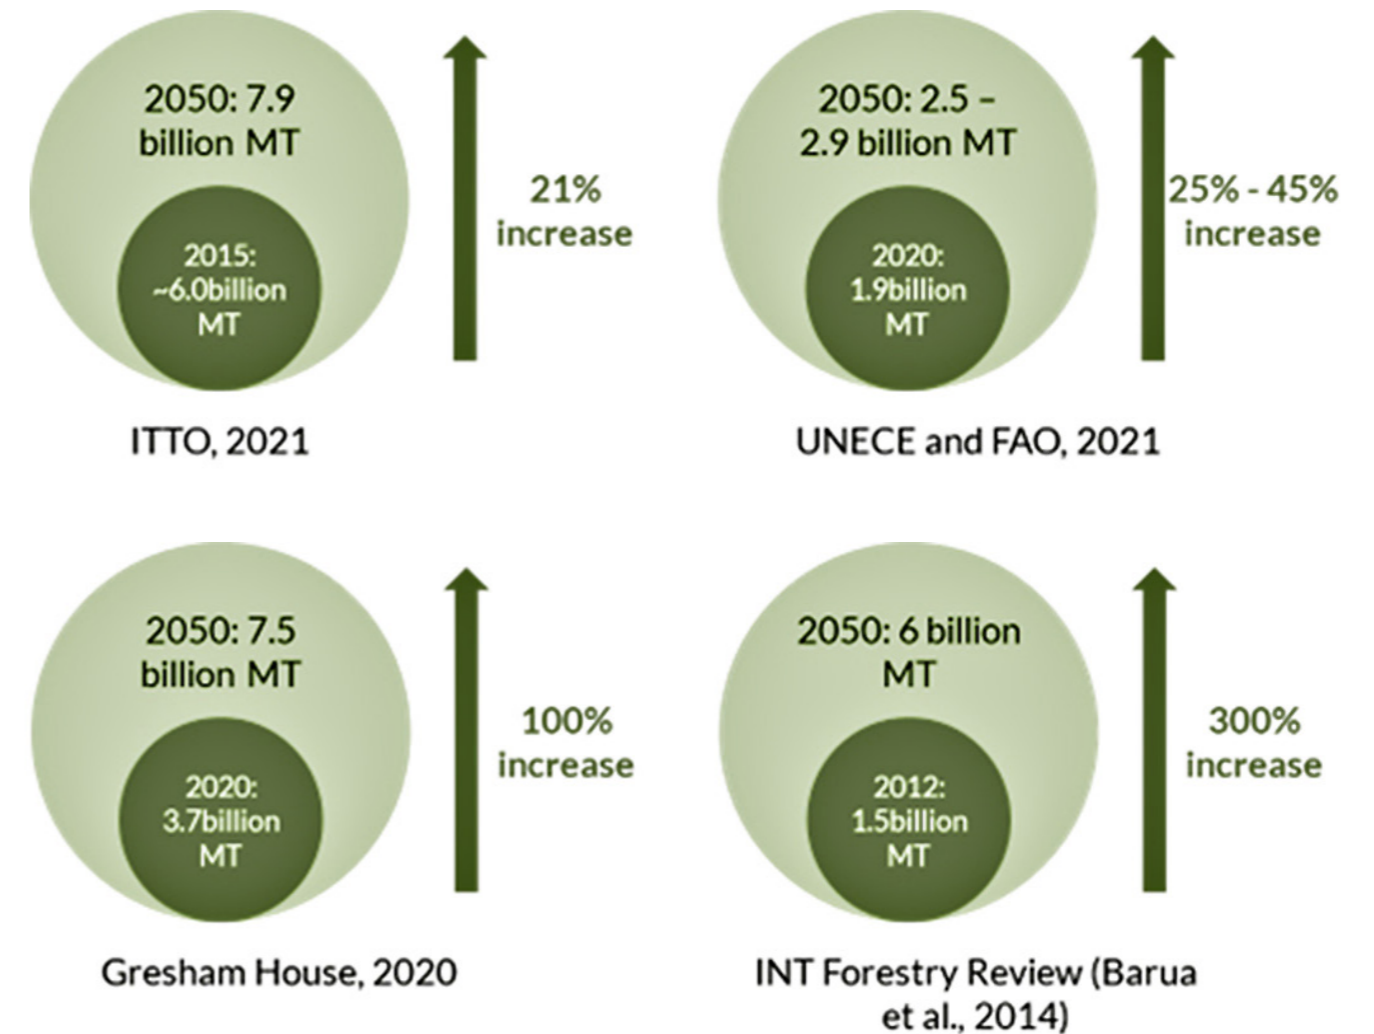 2050: 7.9
billion MT
2015:
~6.0billion
MT
21%
increase
ITTO, 2021
2050: 2.5 –
2.9 billion MT
2020:
1.9billion
MT
25% - 45%
increase
UNECE and FAO, 2021
2050: 7.5
billion MT
2020:
3.7billion
MT
100%
increase
Gresham House, 2020
2050: 6 billion
MT
2012:
1.5billion
MT
300%
increase
INT Forestry Review (Barua
et al., 2014)